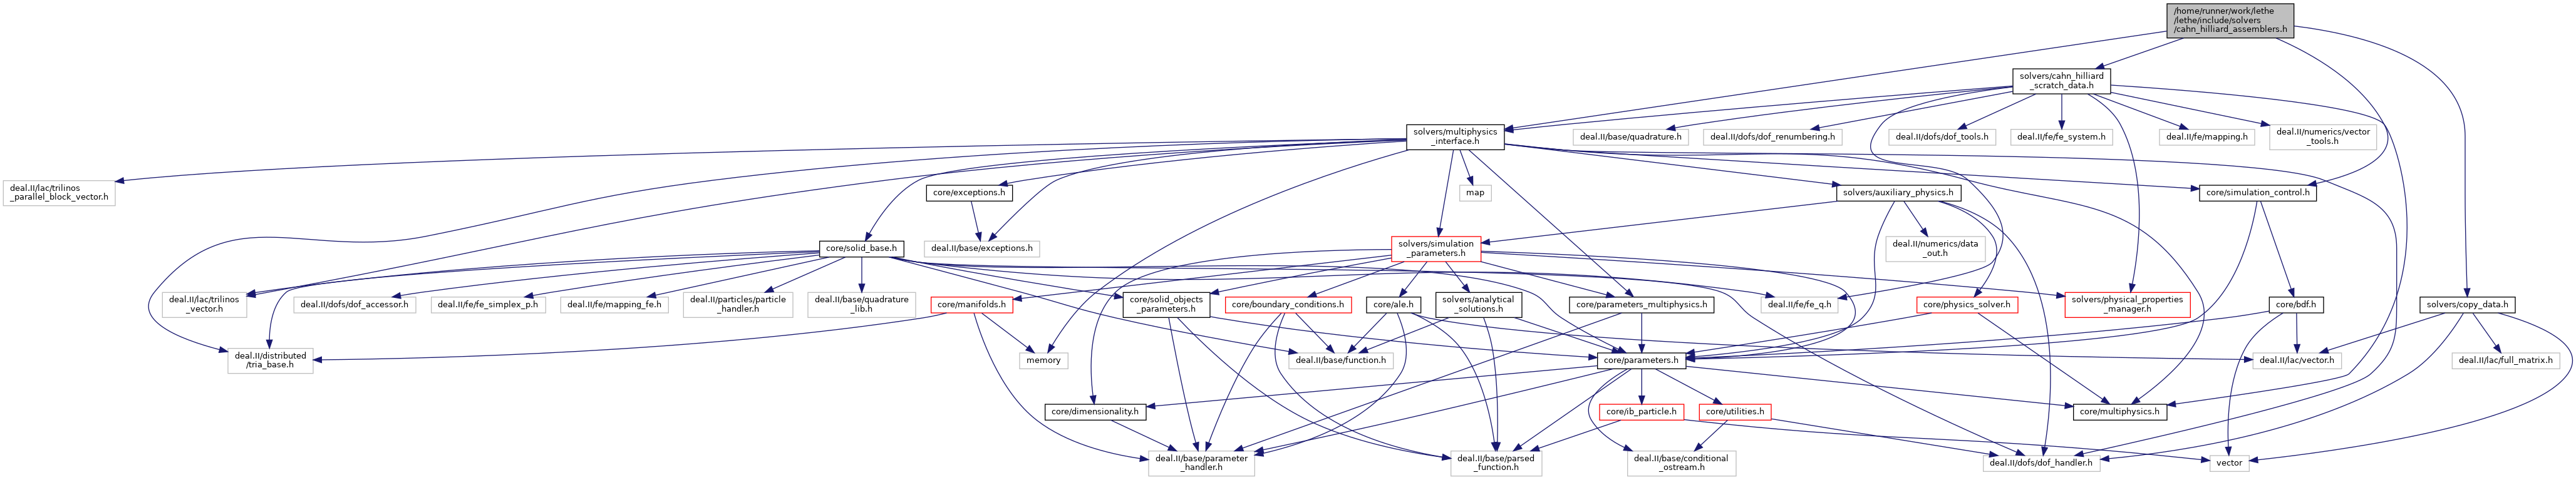 /home/runner/work/lethe
/lethe/include/solvers
/cahn_hilliard_assemblers.h
solvers/cahn_hilliard
_scratch_data.h
solvers/multiphysics
_interface.h
deal.II/base/quadrature.h
deal.II/dofs/dof_renumbering.h
deal.II/dofs/dof_tools.h
deal.II/fe/fe_system.h
deal.II/fe/mapping.h
deal.II/numerics/vector
_tools.h
deal.II/lac/trilinos
_parallel_block_vector.h
core/exceptions.h
map
solvers/auxiliary_physics.h
core/simulation_control.h
core/solid_base.h
deal.II/base/exceptions.h
solvers/simulation
_parameters.h
deal.II/numerics/data
_out.h
deal.II/lac/trilinos
_vector.h
deal.II/dofs/dof_accessor.h
deal.II/fe/fe_simplex_p.h
deal.II/fe/mapping_fe.h
deal.II/particles/particle
_handler.h
deal.II/base/quadrature
_lib.h
core/manifolds.h
core/solid_objects
_parameters.h
core/boundary_conditions.h
core/ale.h
solvers/analytical
_solutions.h
core/parameters_multiphysics.h
deal.II/fe/fe_q.h
core/physics_solver.h
solvers/physical_properties
_manager.h
core/bdf.h
solvers/copy_data.h
deal.II/distributed
/tria_base.h
memory
deal.II/base/function.h
core/parameters.h
deal.II/lac/vector.h
deal.II/lac/full_matrix.h
core/dimensionality.h
core/ib_particle.h
core/utilities.h
core/multiphysics.h
deal.II/base/parameter
_handler.h
deal.II/base/parsed
_function.h
deal.II/base/conditional
_ostream.h
deal.II/dofs/dof_handler.h
vector